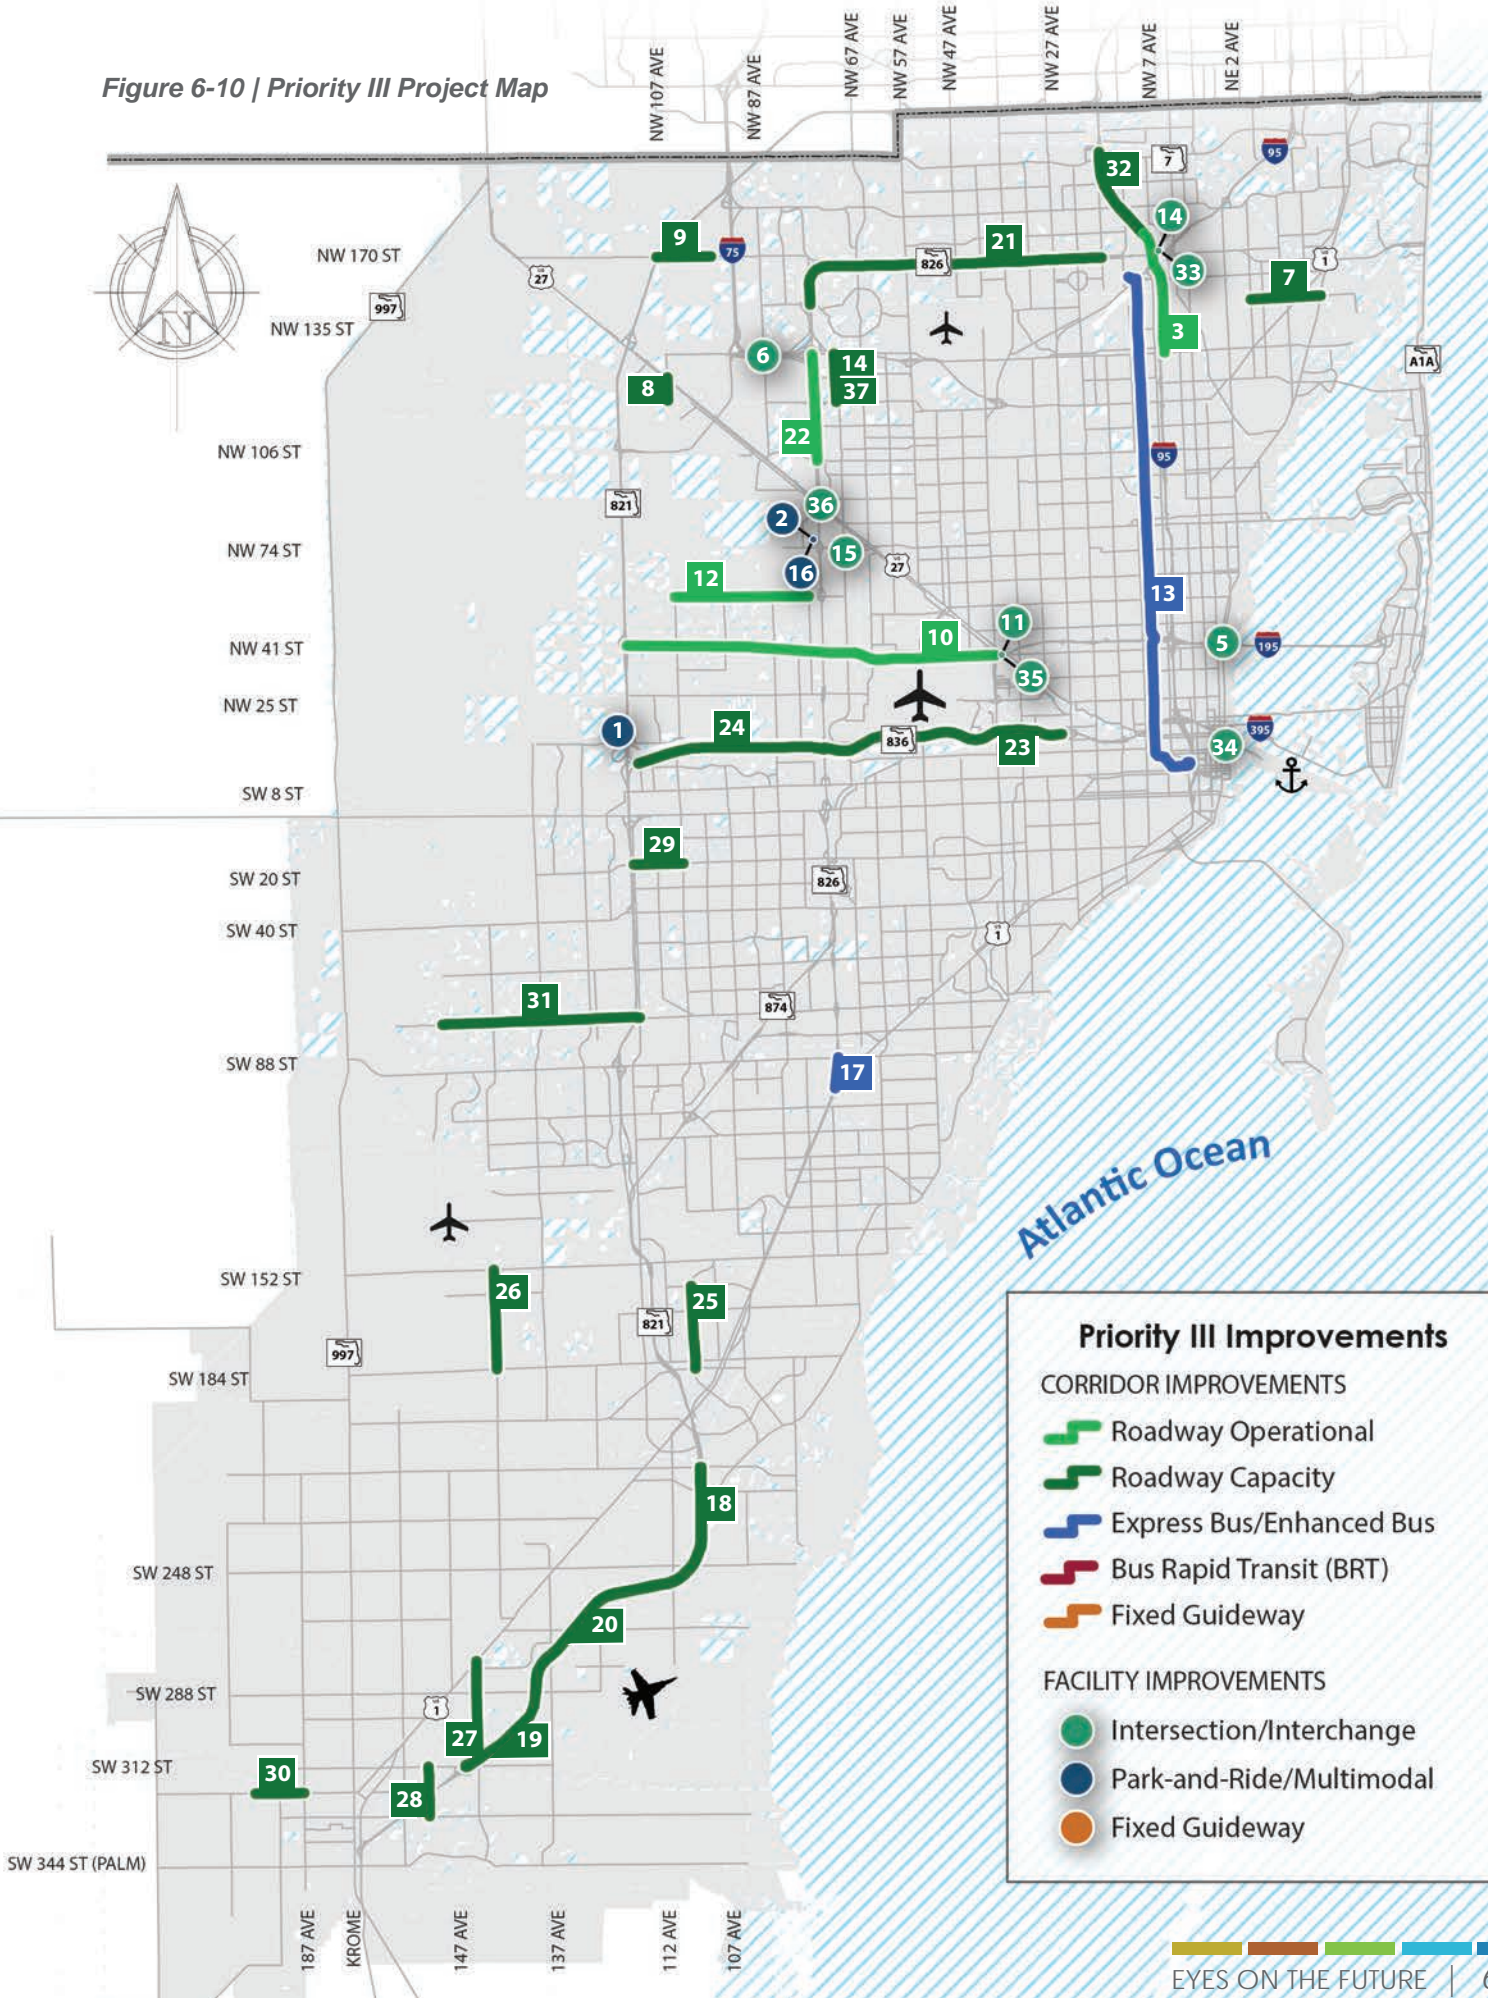 Figure 6-10 | Priority III Project Map
NW 107 AVE
NW 87 AVE
NW 67 AVE
NW 57 AVE
NW 47 AVE
NW 27 AVE
NW 7 AVE
NE 2 AVE
N
NW 170 ST
NW 135 ST
NW 106 ST
NW 74 ST
NW 41 ST
NW 25 ST
SW 8 ST
SW 20 ST
SW 40 ST
SW 88 ST
SW 152 ST
SW 184 ST
SW 248 ST
SW 288 ST
SW 312 ST
SW 344 ST (PALM)
32
7
95
14
33
9
75
US
27
997
826
21
1
7
3
6
14
37
8
A1A
22
95
821
36
2
15
16
US
27
12
13
11
10
5
195
35
1
24
836
23
395
34
29
826
US
1
31
874
17
Atlantic Ocean
26
25
821
997
18
20
US
1
27
19
30
28
187 AVE
KROME
147 AVE
137 AVE
112 AVE
107 AVE
Priority III Improvements
CORRIDOR IMPROVEMENTS
Roadway Operational
Roadway Capacity
Express Bus/Enhanced Bus
Bus Rapid Transit (BRT)
Fixed Guideway
FACILITY IMPROVEMENTS
Intersection/Interchange
Park-and-Ride/Multimodal
Fixed Guideway
EYES ON THE FUTURE | 6